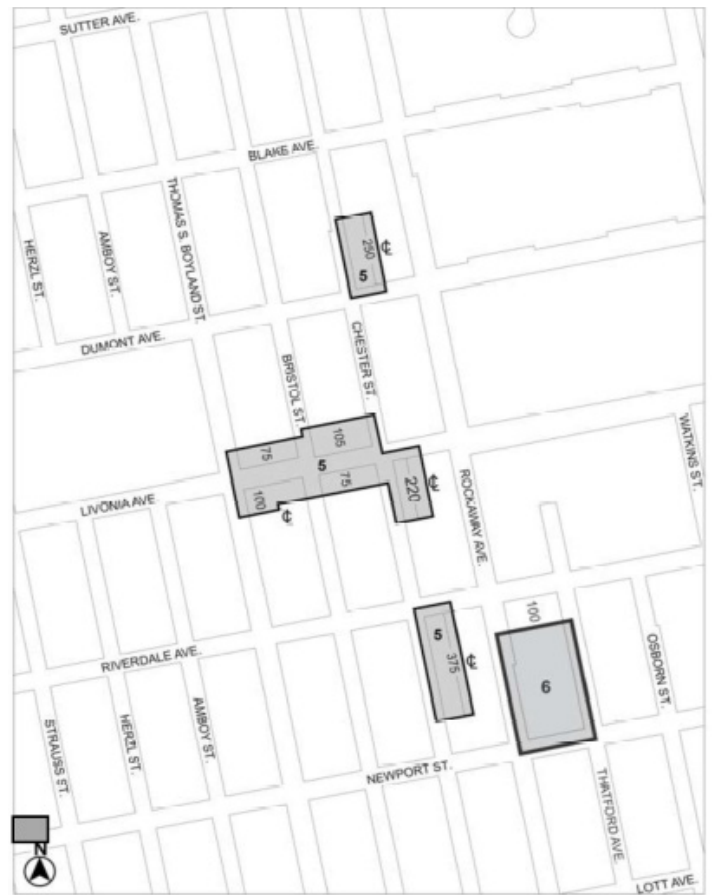 SUTTER AVE.
BLAKE AVE.
THOMAS S. BOYLAND ST.
HERZL ST.
AMBOY ST.
250
5
DUMONT AVE.
CHESTER ST.
BRISTOL ST.
75
105
5
100
75
220
WATKINS ST.
ROCKAWAY AVE.
LIVONIA AVE
100
5
375
6
OSBORN ST.
RIVERDALE AVE.
AMBOY ST.
HERZL ST.
STRAUSS ST.
NEWPORT ST.
THATFORD AVE.
N
LOTT AVE.